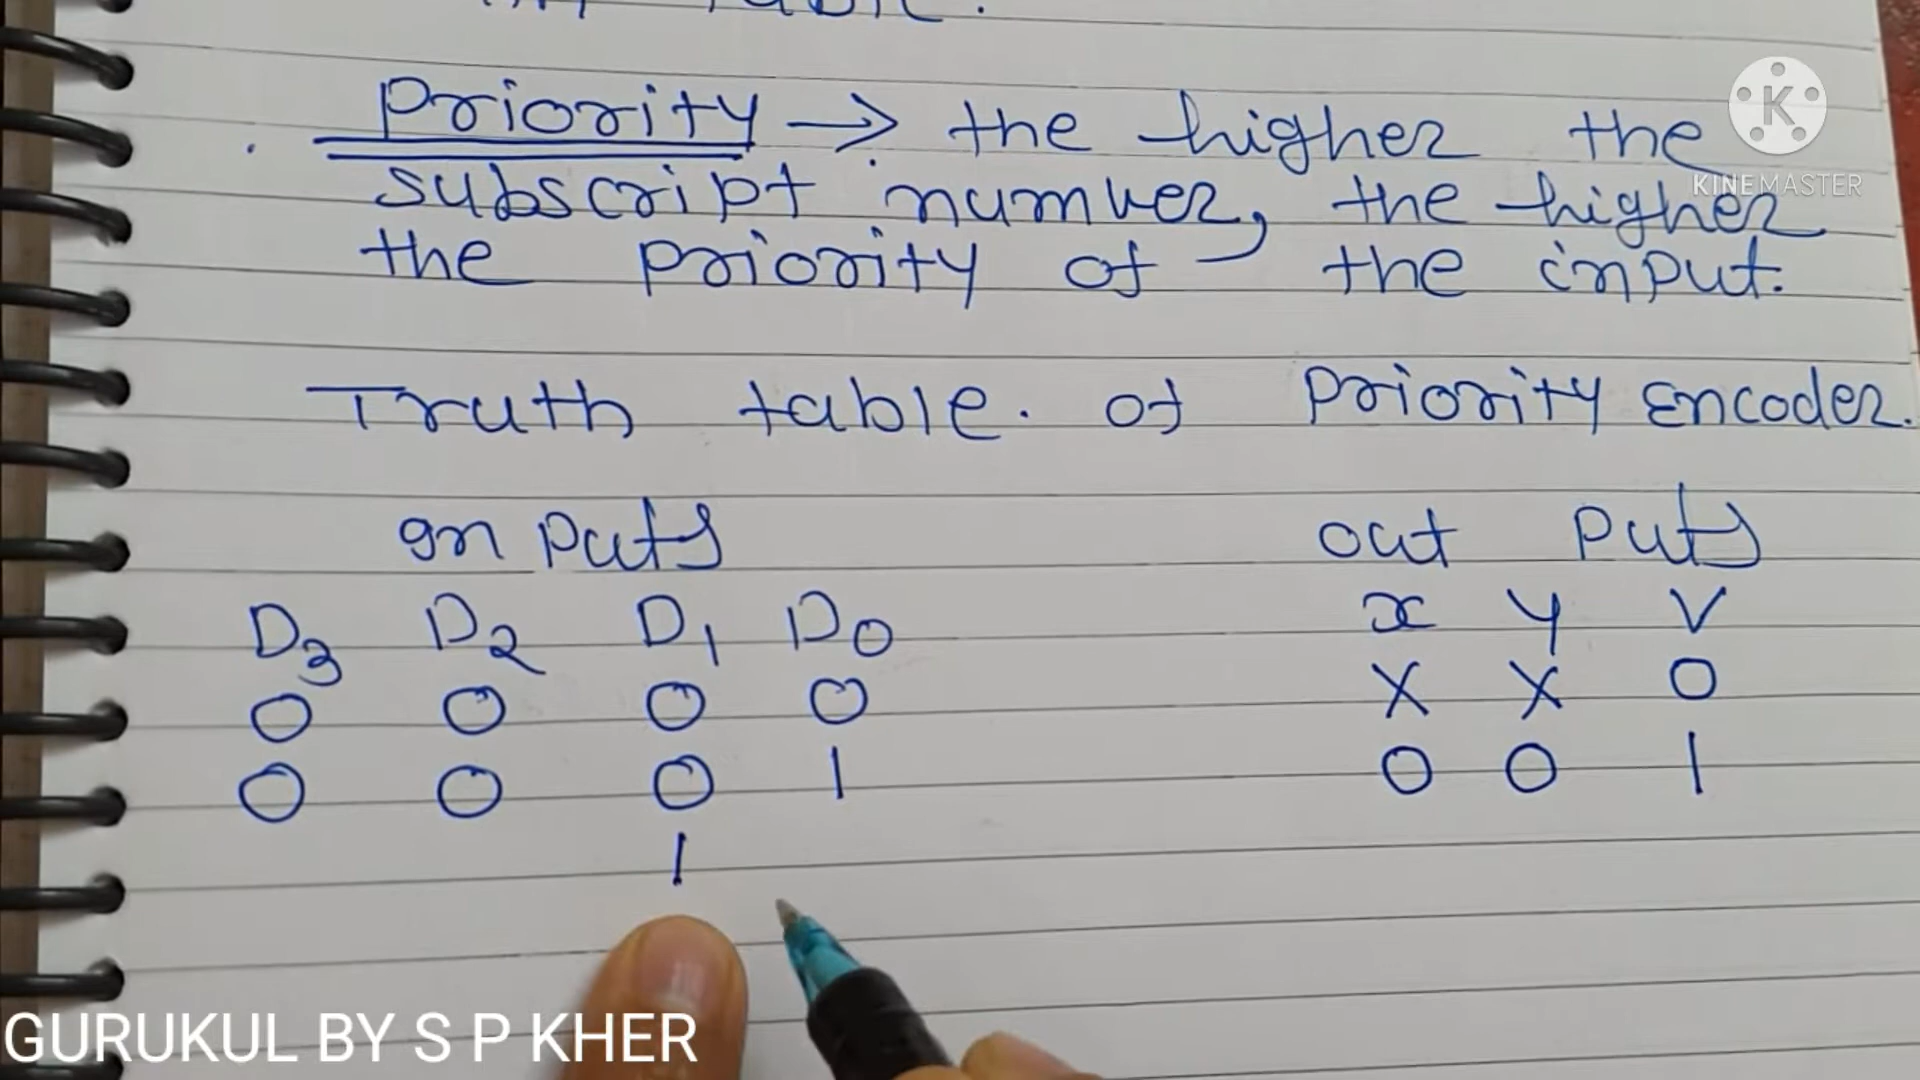 Priority → the higher the
subscript number, the higher
the priority of the input.
Truth table. of Priority Encoder.
Inputs out puts
D3 D2 D1 D0 x y V
0 0 0 0 X X 0
0 0 0 1 0 0 1
1
K
KINEMASTER
GURUKUL BY S P KHER